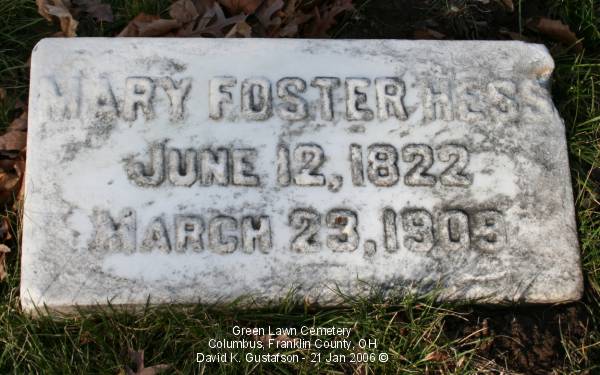 MARY FOSTER HESS
JUNE 12, 1822
MARCH 23, 1909
Green Lawn Cemetery
Columbus, Franklin County, OH
David K. Gustafson - 21 Jan 2006 ©